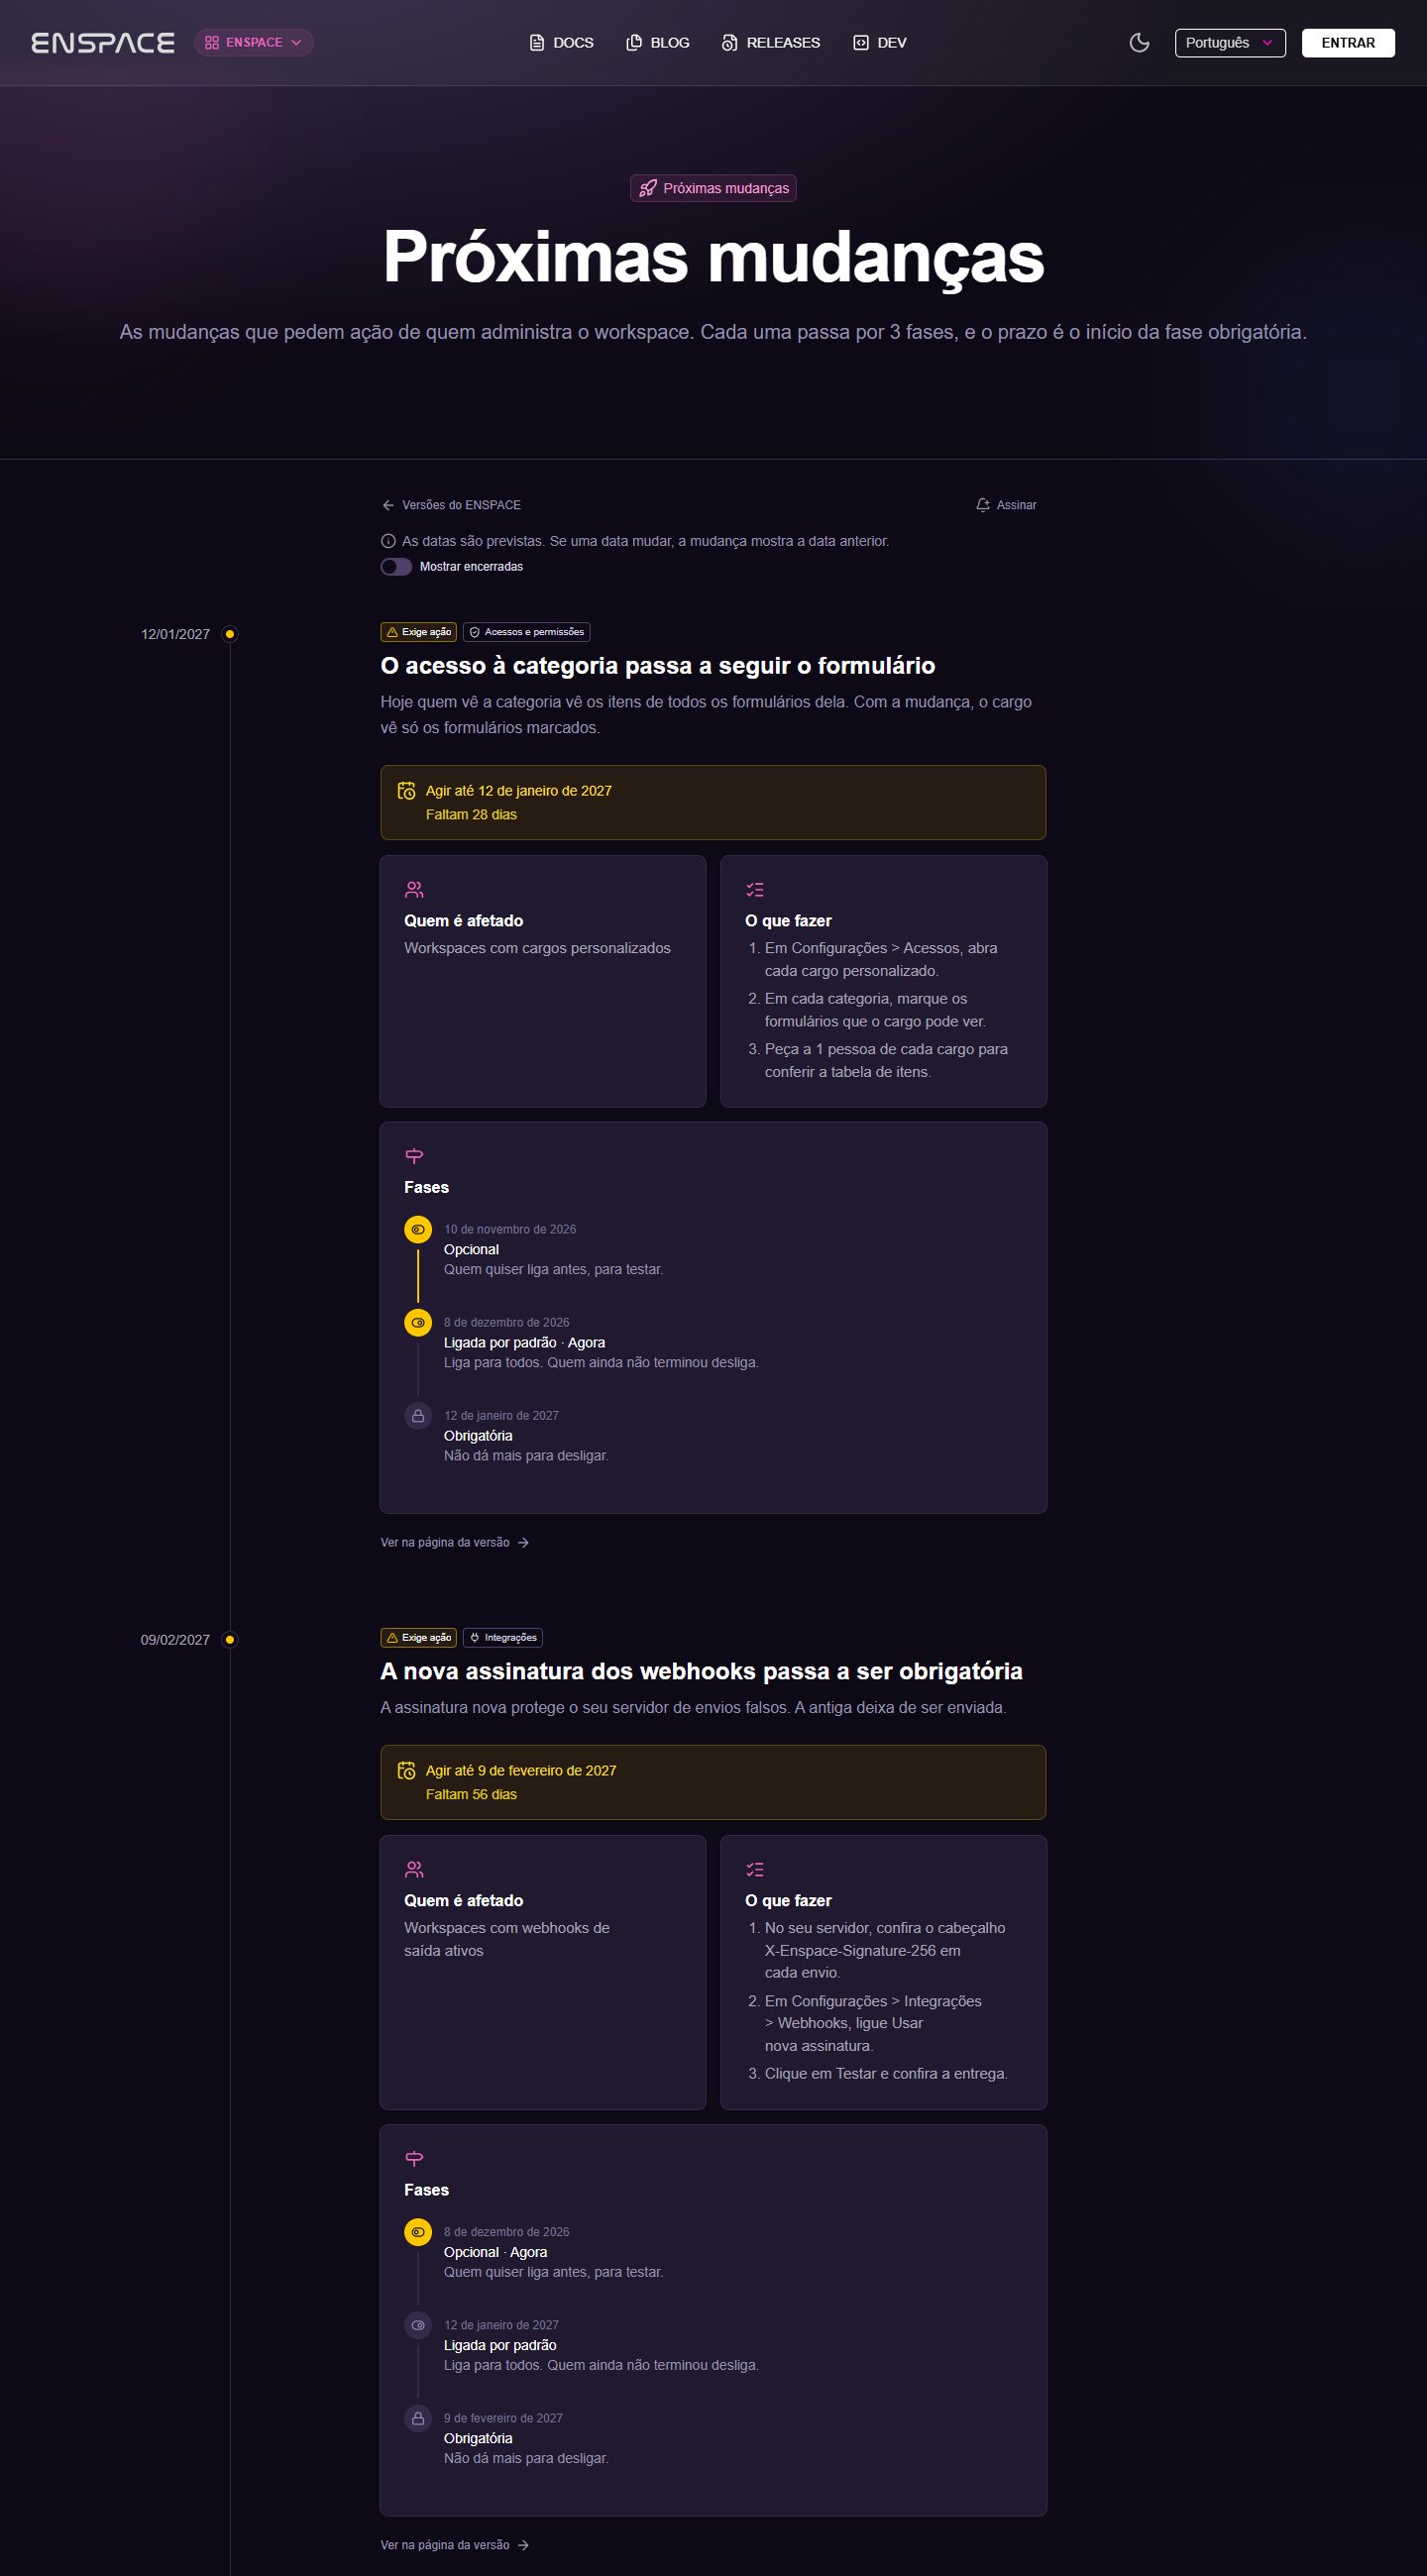 ENSPACE
ENSPACE
DOCS
BLOG
RELEASES
DEV
Português
ENTRAR
Próximas mudanças
Próximas mudanças
As mudanças que pedem ação de quem administra o workspace. Cada uma passa por 3 fases, e o prazo é o início da fase obrigatória.
Versões do ENSPACE
Assinar
As datas são previstas. Se uma data mudar, a mudança mostra a data anterior.
Mostrar encerradas
12/01/2027
Exige ação
Acessos e permissões
O acesso à categoria passa a seguir o formulário
Hoje quem vê a categoria vê os itens de todos os formulários dela. Com a mudança, o cargo
vê só os formulários marcados.
Agir até 12 de janeiro de 2027
Faltam 28 dias
Quem é afetado
Workspaces com cargos personalizados
O que fazer
1. Em Configurações > Acessos, abra
cada cargo personalizado.
2. Em cada categoria, marque os
formulários que o cargo pode ver.
3. Peça a 1 pessoa de cada cargo para
conferir a tabela de itens.
Fases
10 de novembro de 2026
Opcional
Quem quiser liga antes, para testar.
8 de dezembro de 2026
Ligada por padrão · Agora
Liga para todos. Quem ainda não terminou desliga.
12 de janeiro de 2027
Obrigatória
Não dá mais para desligar.
Ver na página da versão
09/02/2027
Exige ação
Integrações
A nova assinatura dos webhooks passa a ser obrigatória
A assinatura nova protege o seu servidor de envios falsos. A antiga deixa de ser enviada.
Agir até 9 de fevereiro de 2027
Faltam 56 dias
Quem é afetado
Workspaces com webhooks de
saída ativos
O que fazer
1. No seu servidor, confira o cabeçalho
X-Enspace-Signature-256 em
cada envio.
2. Em Configurações > Integrações
> Webhooks, ligue Usar
nova assinatura.
3. Clique em Testar e confira a entrega.
Fases
8 de dezembro de 2026
Opcional · Agora
Quem quiser liga antes, para testar.
12 de janeiro de 2027
Ligada por padrão
Liga para todos. Quem ainda não terminou desliga.
9 de fevereiro de 2027
Obrigatória
Não dá mais para desligar.
Ver na página da versão